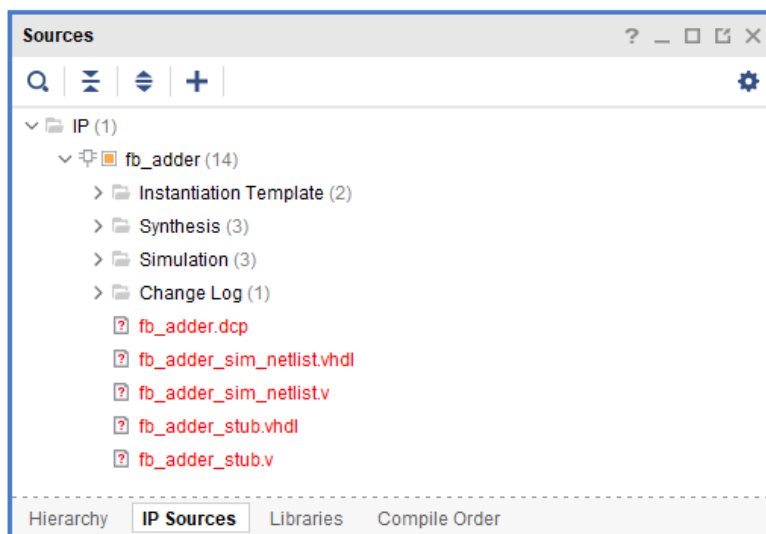 Sources
IP (1)
fb_adder (14)
Instantiation Template (2)
Synthesis (3)
Simulation (3)
Change Log (1)
fb_adder.dcp
fb_adder_sim_netlist.vhdl
fb_adder_sim_netlist.v
fb_adder_stub.vhdl
fb_adder_stub.v
Hierarchy IP Sources Libraries Compile Order